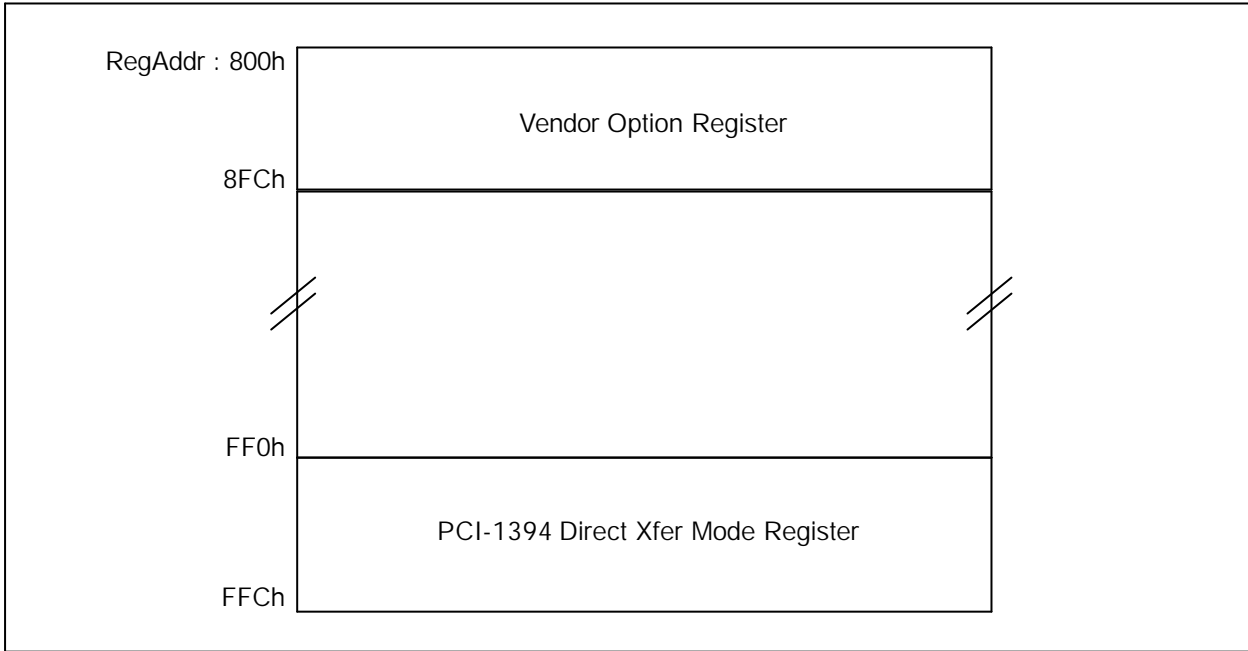 RegAddr : 800h
Vendor Option Register
8FCh
FF0h
PCI-1394 Direct Xfer Mode Register
FFCh